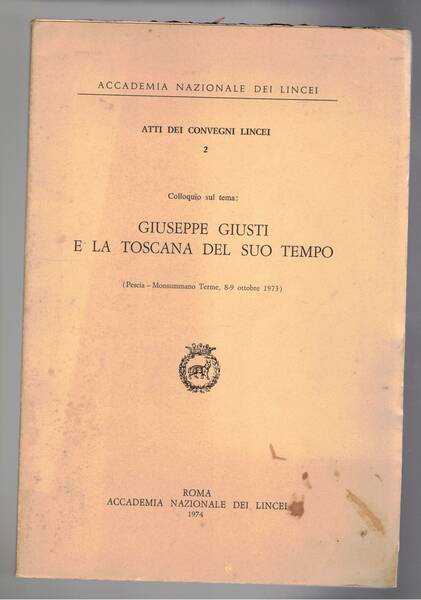 ACCADEMIA NAZIONALE DEI LINCEI
ATTI DEI CONVEGNI LINCEI
2
Colloquio sul tema:
GIUSEPPE GIUSTI
E LA TOSCANA DEL SUO TEMPO
(Pescia – Monsummano Terme, 8-9 ottobre 1973)
ROMA
ACCADEMIA NAZIONALE DEI LINCEI
1974